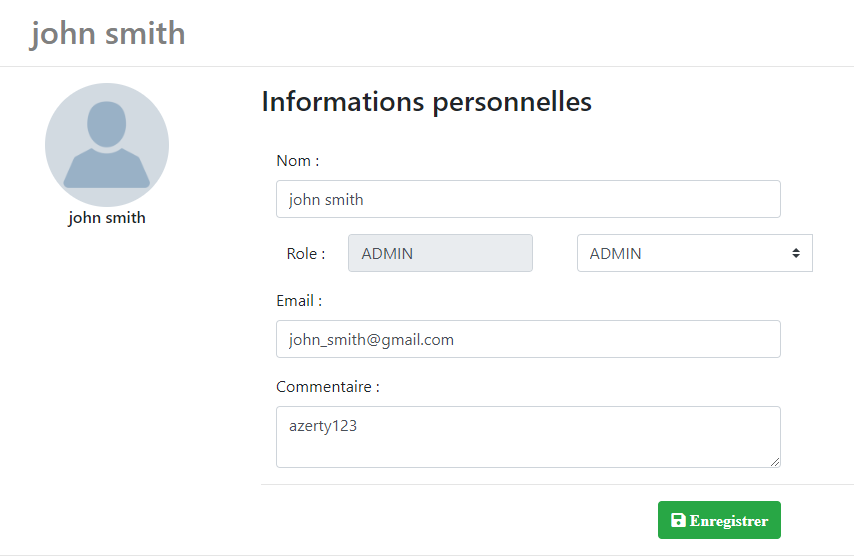 john smith
john smith
Informations personnelles
Nom :
john smith
Role : ADMIN ADMIN
Email :
john_smith@gmail.com
Commentaire :
azerty123
Enregistrer